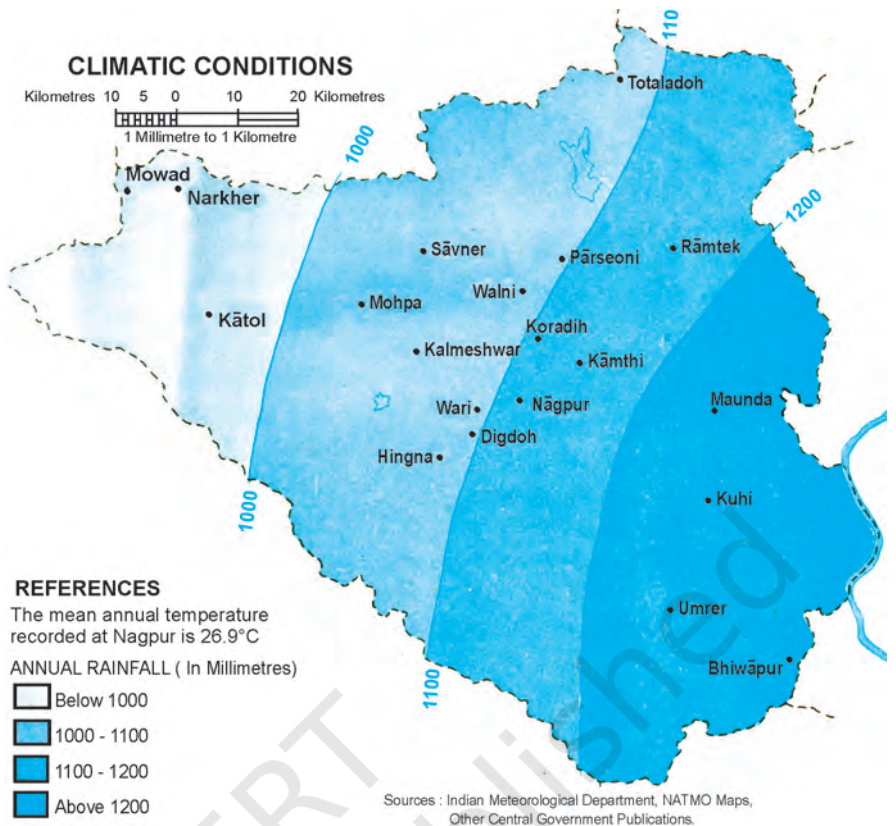 CLIMATIC CONDITIONS
Kilometres 10 5 0 10 20 Kilometres
1 Millimetre to 1 Kilometre
110
Totaladoh
1000
Mowad
Narkher
1200
Sāvner
Pārseoni
Rāmtek
Walni
Mohpa
Kātol
Koradih
Kalmeshwar
Kāmthi
Nāgpur
Maunda
Wari
Digdoh
Hingna
1000
Kuhi
REFERENCES
The mean annual temperature
recorded at Nagpur is 26.9°C
Umrer
ANNUAL RAINFALL ( In Millimetres)
Bhiwāpur
1100
Below 1000
1000 - 1100
1100 - 1200
Above 1200
Sources : Indian Meteorological Department, NATMO Maps,
Other Central Government Publications.